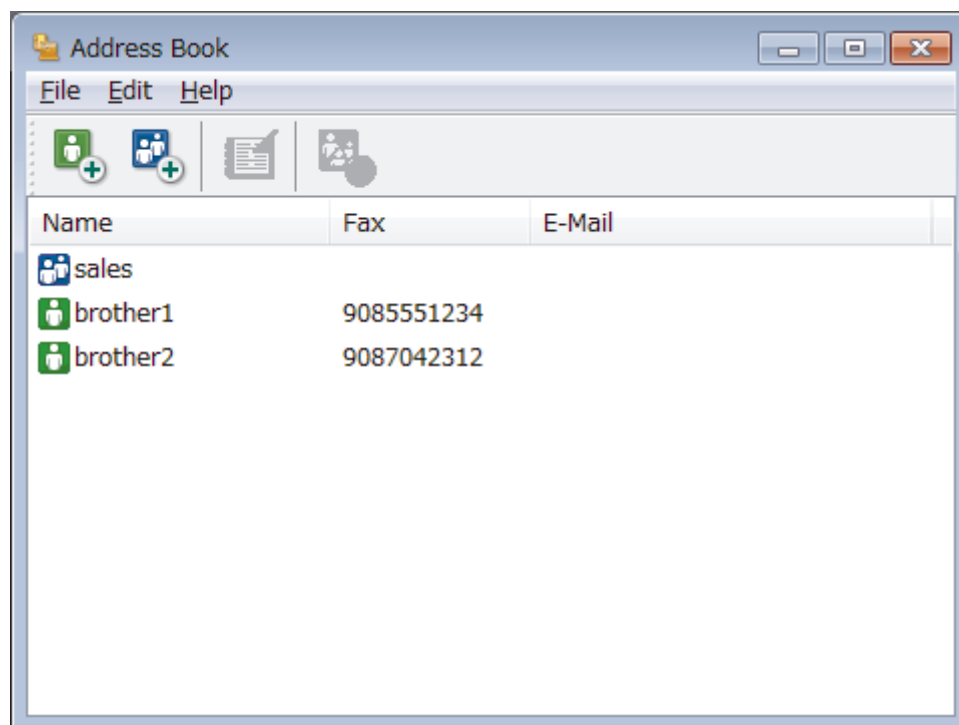 Address Book
File Edit Help
Name Fax E-Mail
sales
brother1 9085551234
brother2 9087042312